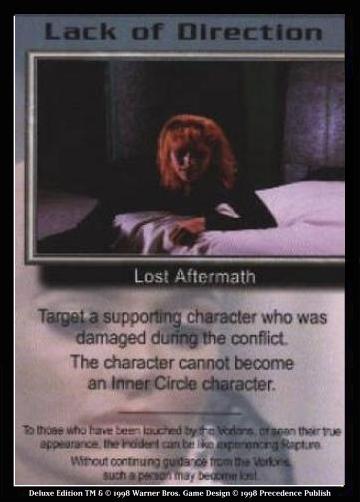 Lack of Direction
Lost Aftermath
Target a supporting character who was
damaged during the conflict.
The character cannot become
an Inner Circle character.
To those who have been touched by the Vorlons, or seen their true
appearance, the incident can be like experiencing Rapture.
Without continuing guidance from the Vorlons,
such a person may become lost.
Deluxe Edition TM & © 1998 Warner Bros. Game Design © 1998 Precedence Publish